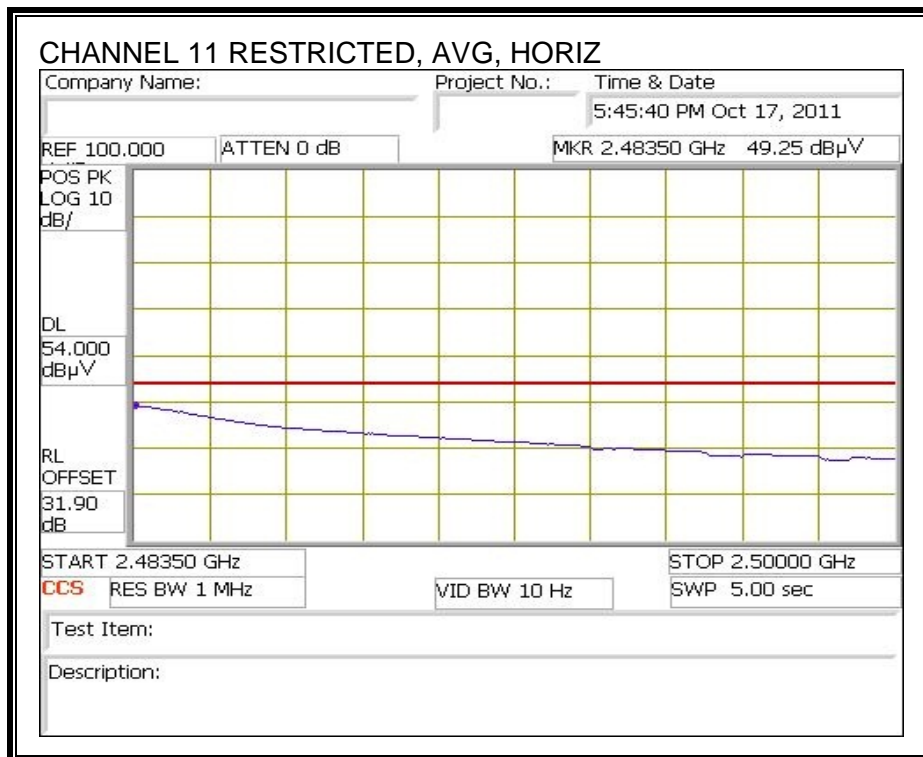 CHANNEL 11 RESTRICTED, AVG, HORIZ
Company Name:
Project No.:
Time & Date
5:45:40 PM Oct 17, 2011
REF 100.000
ATTEN 0 dB
MKR 2.48350 GHz 49.25 dBµV
POS PK
LOG 10
dB/
DL
54.000
dBµV
RL
OFFSET
31.90
dB
START 2.48350 GHz
STOP 2.50000 GHz
CCS RES BW 1 MHz
VID BW 10 Hz
SWP 5.00 sec
Test Item:
Description: